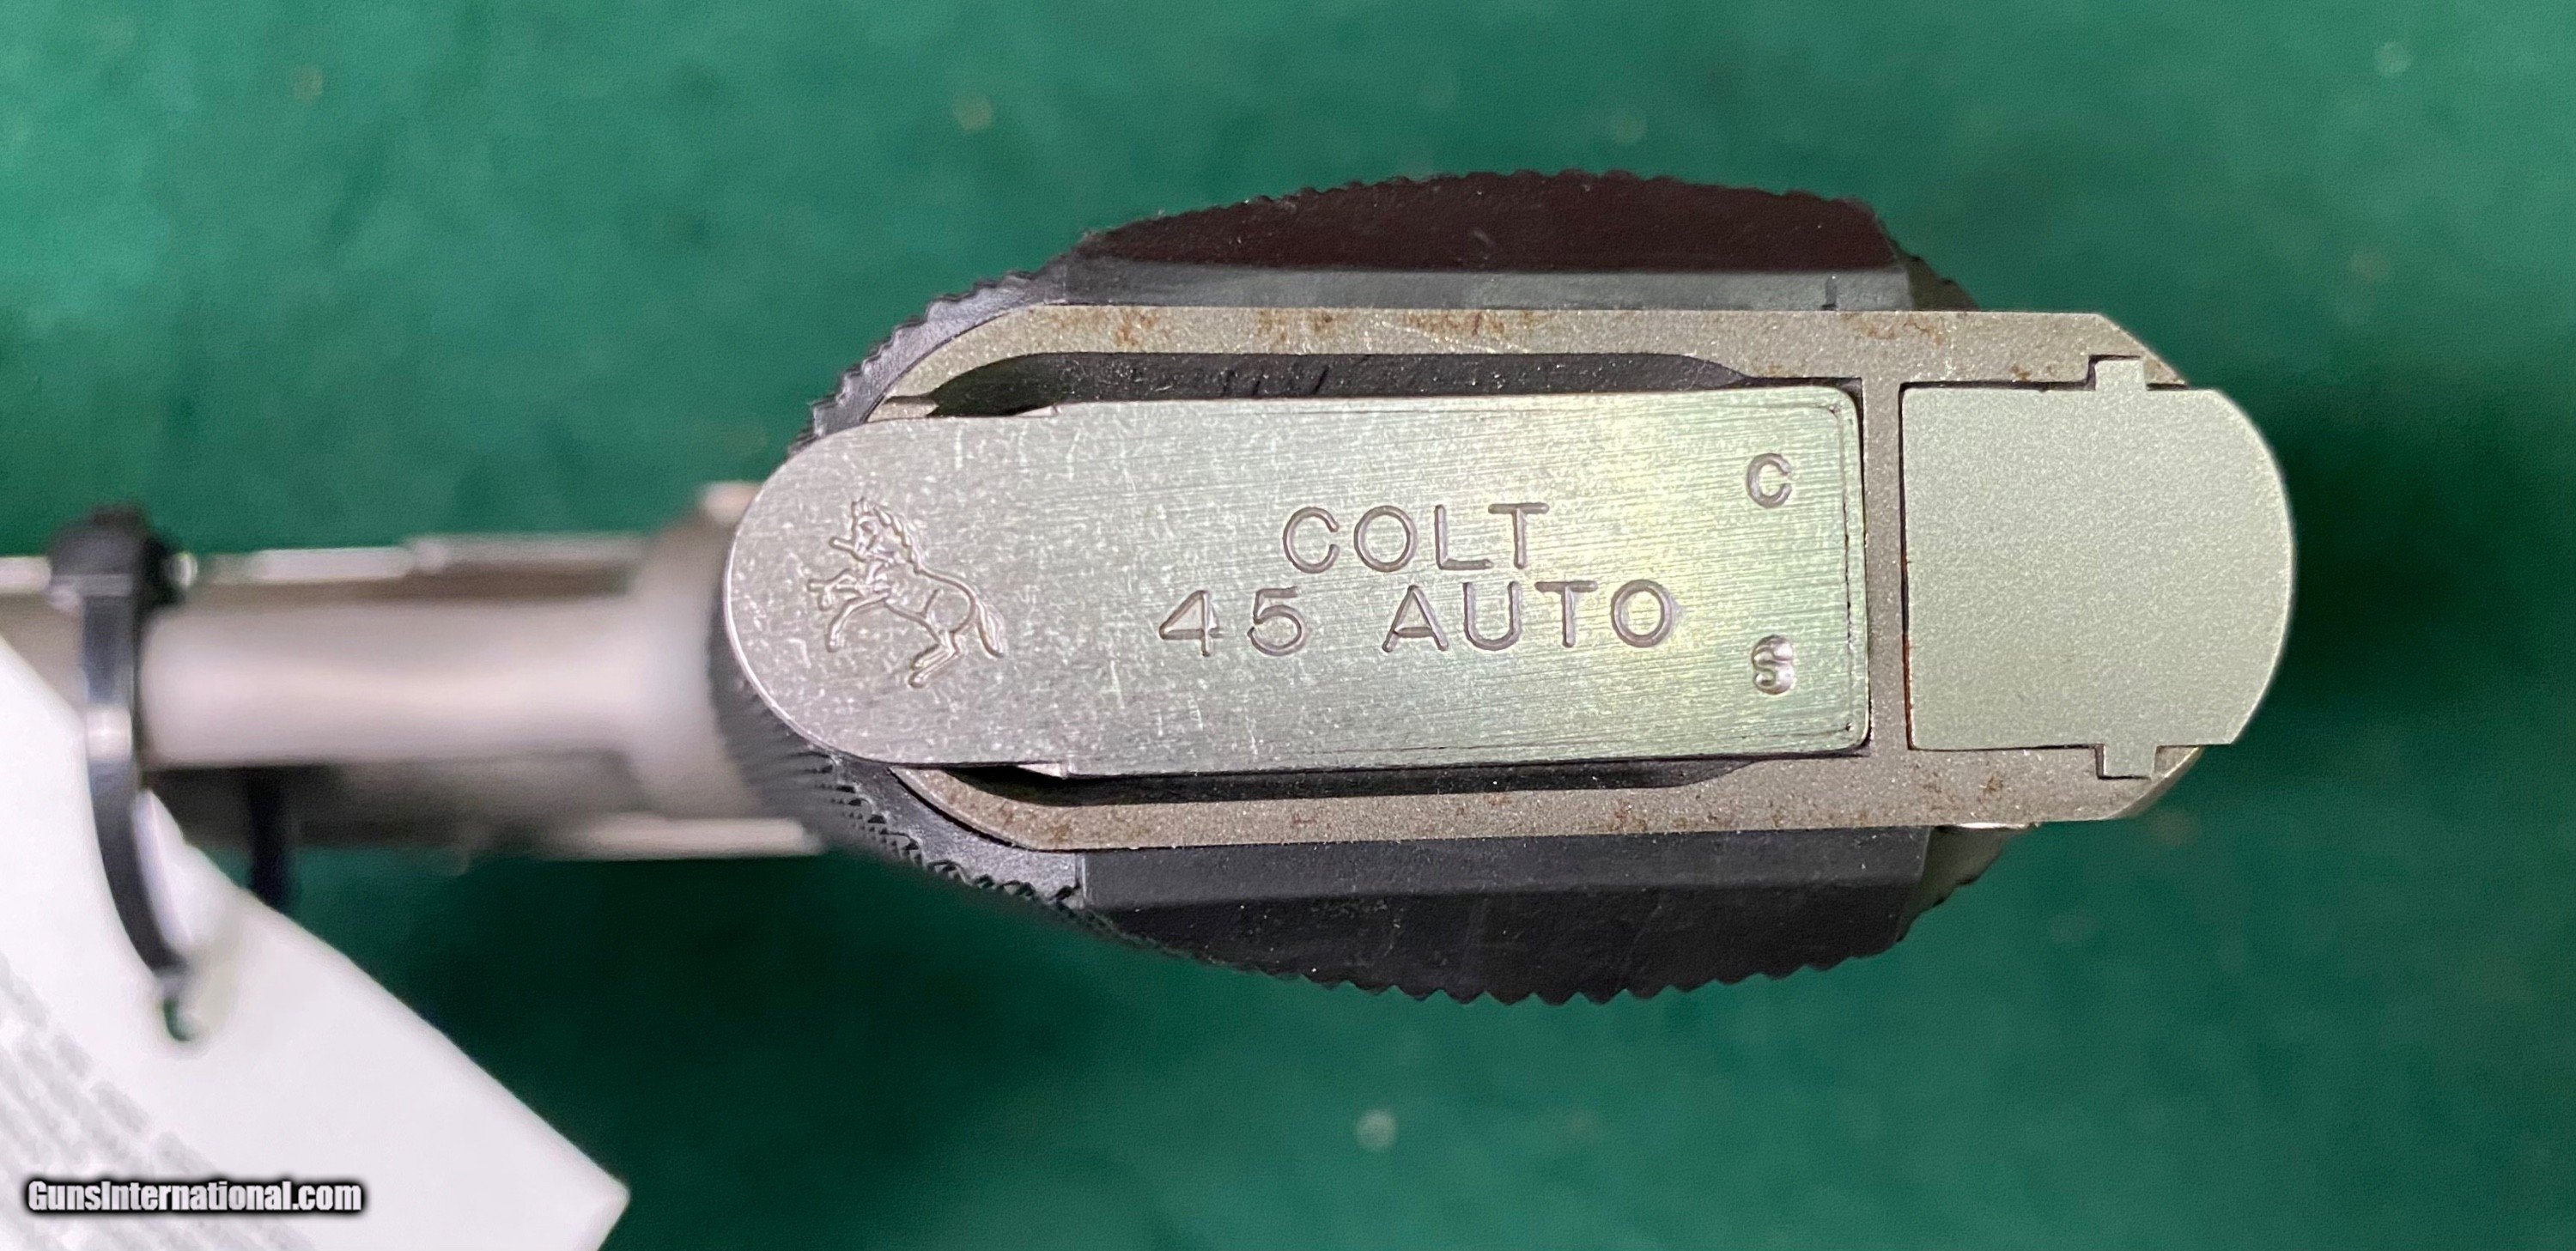 C
COLT
45 AUTO
S
GunsInternational.com